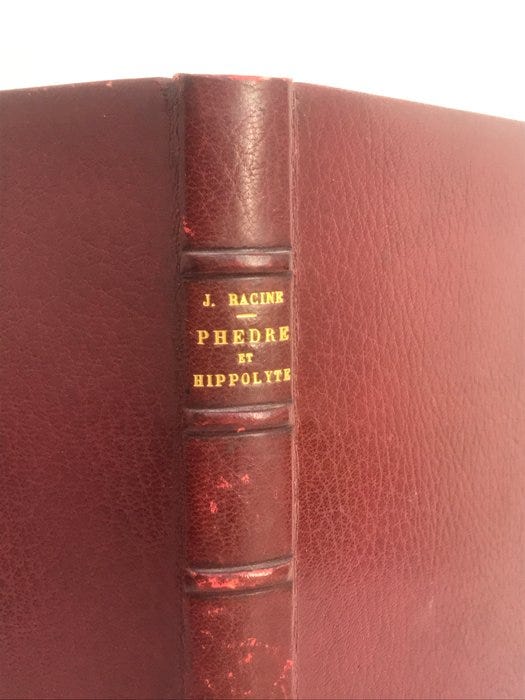 J. RACINE
PHEDRE
ET
HIPPOLYTE